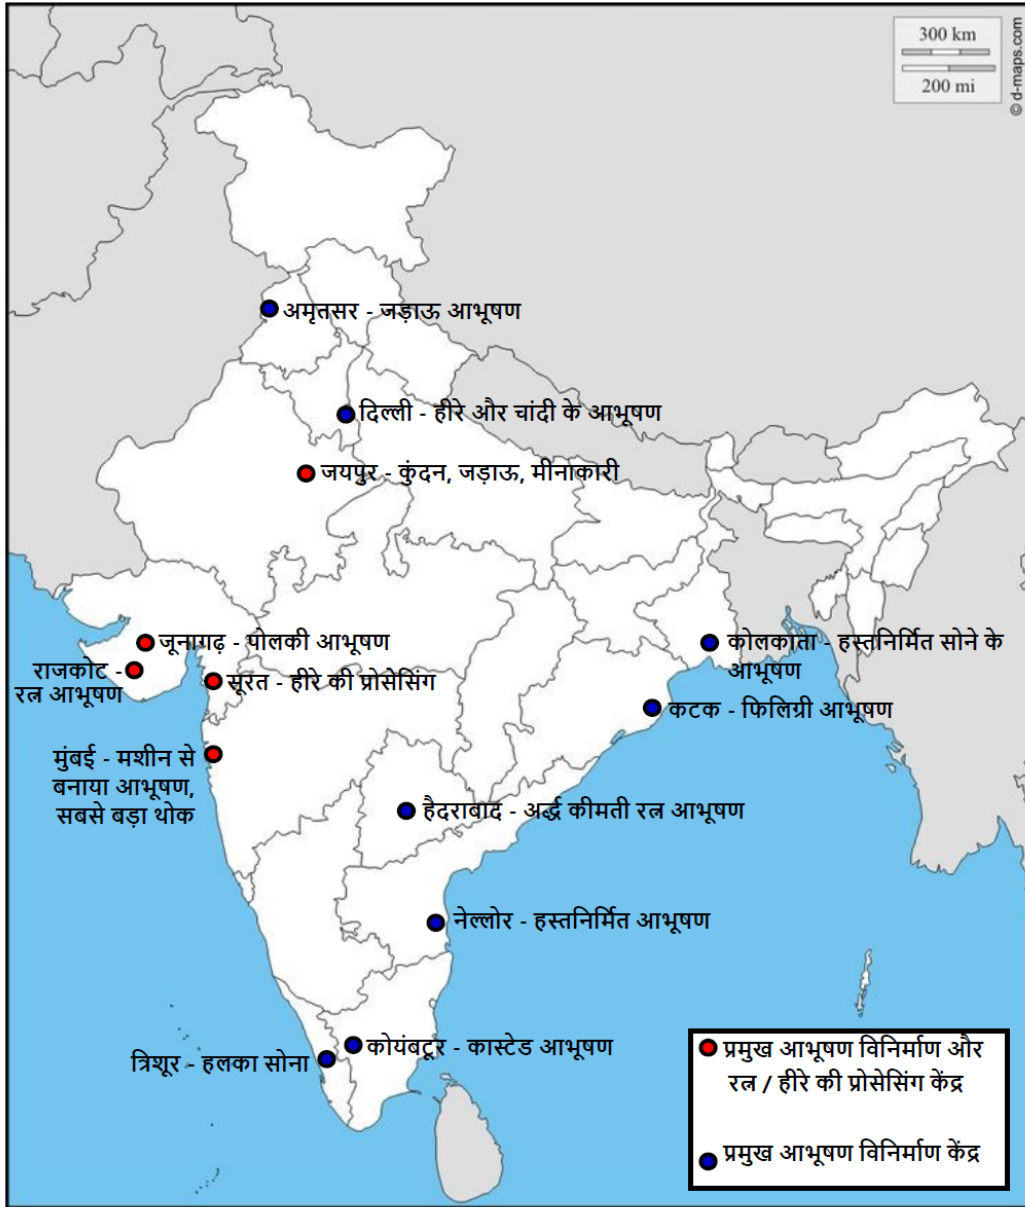 300 km
200 mi
© d-maps.com
अमृतसर - जड़ाऊ आभूषण
दिल्ली - हीरे और चांदी के आभूषण
जयपुर - कुंदन, जड़ाऊ, मीनाकारी
जूनागढ़ - पोलकी आभूषण
राजकोट -
रत्न आभूषण
सूरत - हीरे की प्रोसेसिंग
कोलकाता - हस्तनिर्मित सोने के
आभूषण
कटक - फिलिग्री आभूषण
मुंबई - मशीन से
बनाया आभूषण,
सबसे बड़ा थोक
हैदराबाद - अर्द्ध कीमती रत्न आभूषण
नेल्लोर - हस्तनिर्मित आभूषण
कोयंबटूर - कास्टेड आभूषण
त्रिशूर - हलका सोना
प्रमुख आभूषण विनिर्माण और
रत्न / हीरे की प्रोसेसिंग केंद्र
प्रमुख आभूषण विनिर्माण केंद्र